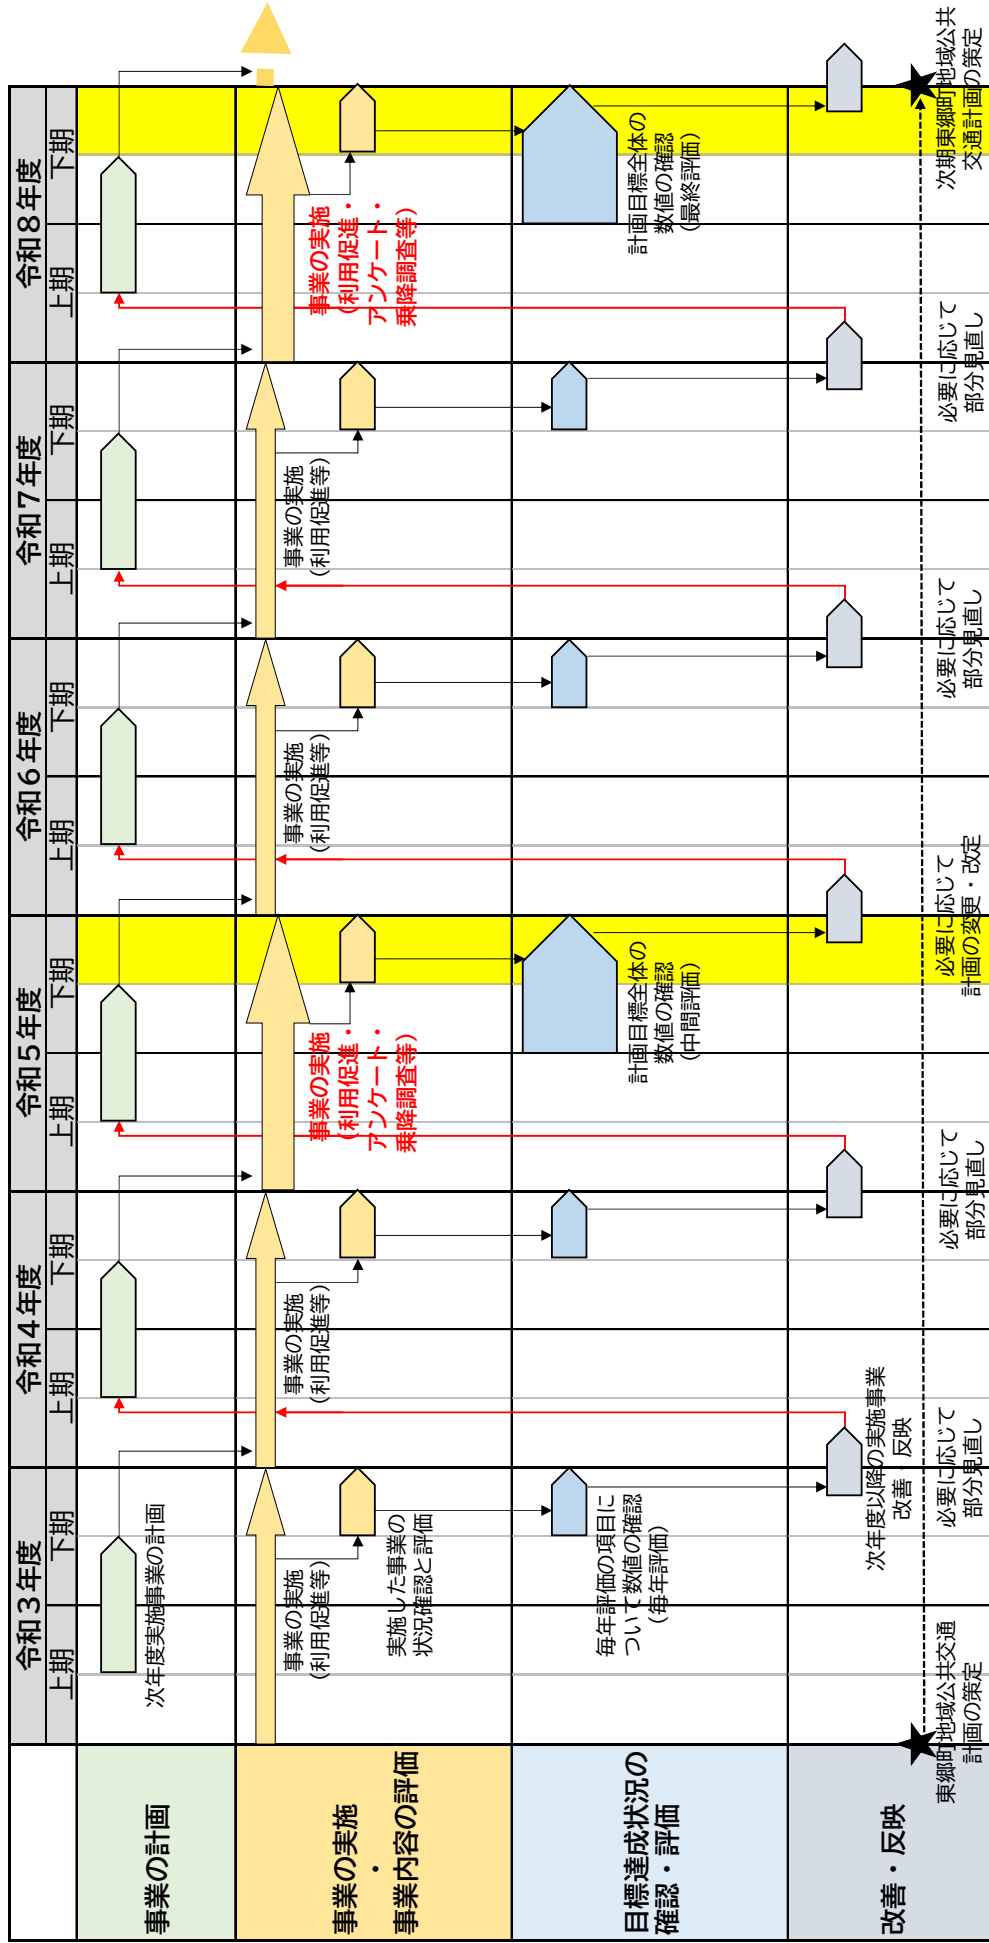 令和3年度
令和4年度
令和5年度
令和6年度
令和7年度
令和8年度
上期
下期
上期
下期
上期
下期
上期
下期
上期
下期
上期
下期
事業の計画
次年度実施事業の計画
事業の実施
・
事業内容の評価
事業の実施
(利用促進等)
実施した事業の
状況確認と評価
事業の実施
(利用促進等)
事業の実施
(利用促進・
アンケート・
乗降調査等)
事業の実施
(利用促進等)
事業の実施
(利用促進等)
事業の実施
(利用促進・
アンケート・
乗降調査等)
目標達成状況の
確認・評価
毎年評価の項目に
ついて数値の確認
(毎年評価)
計画目標全体の
数値の確認
(中間評価)
計画目標全体の
数値の確認
(最終評価)
改善・反映
次年度以降の実施事業
改善・反映
東郷町地域公共交通
計画の策定
必要に応じて
部分見直し
必要に応じて
部分見直し
必要に応じて
計画の変更・改定
必要に応じて
部分見直し
必要に応じて
部分見直し
次期東郷町地域公共
交通計画の策定